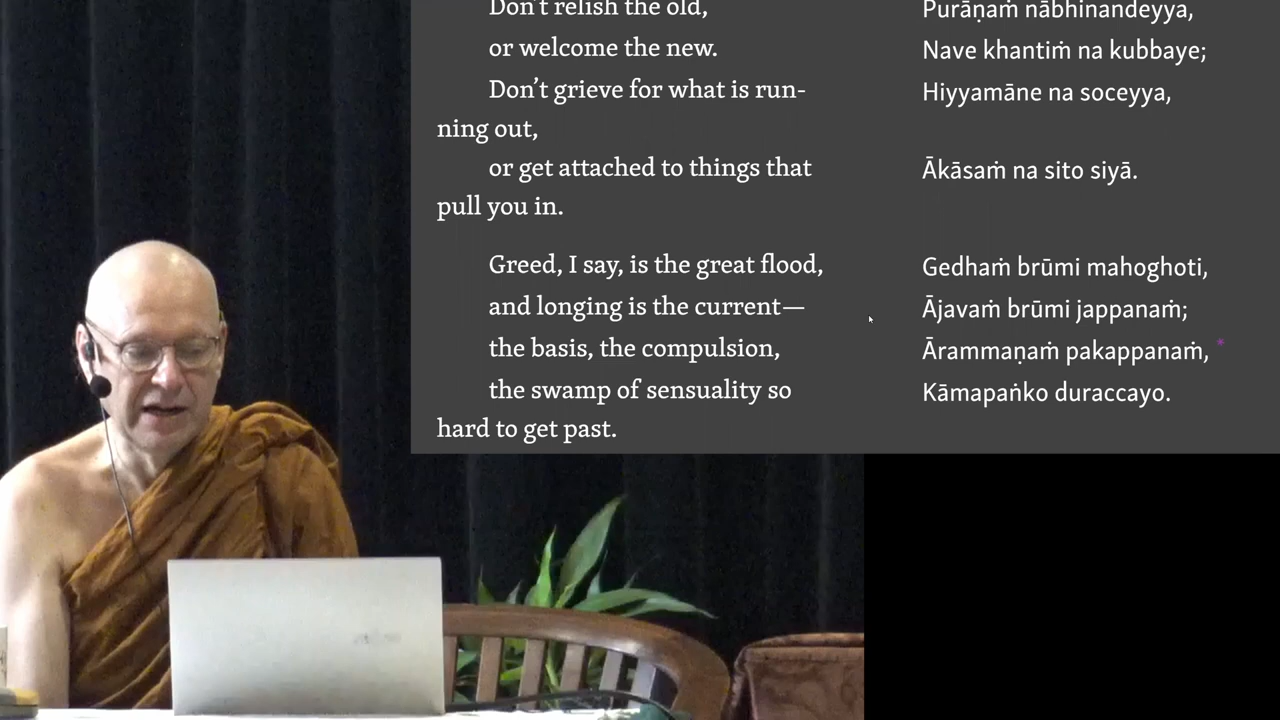 Don't relish the old,
or welcome the new.
Don’t grieve for what is run-
ning out,
or get attached to things that
pull you in.
Greed, I say, is the great flood,
and longing is the current—
the basis, the compulsion,
the swamp of sensuality so
hard to get past.
Purāṇaṁ nābhinandeyya,
Nave khantiṁ na kubbaye;
Hiyyamāne na soceyya,
Ākāsaṁ na sito siyā.
Gedhaṁ brūmi mahoghoti,
Ājavaṁ brūmi jappanaṁ;
Ārammaṇaṁ pakappanaṁ, *
Kāmapaṅko duraccayo.